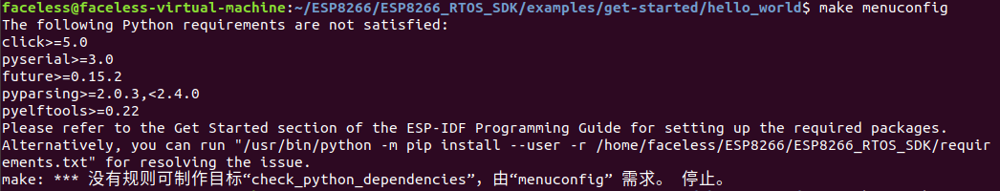 faceless@faceless-virtual-machine:~/ESP8266/ESP8266_RTOS_SDK/examples/get-started/hello_world$ make menuconfig
The following Python requirements are not satisfied:
click>=5.0
pyserial>=3.0
future>=0.15.2
pyparsing>=2.0.3,<2.4.0
pyelftools>=0.22
Please refer to the Get Started section of the ESP-IDF Programming Guide for setting up the required packages.
Alternatively, you can run "/usr/bin/python -m pip install --user -r /home/faceless/ESP8266/ESP8266_RTOS_SDK/requir
ements.txt" for resolving the issue.
make: *** 没有规则可制作目标“check_python_dependencies”，由“menuconfig” 需求。 停止。